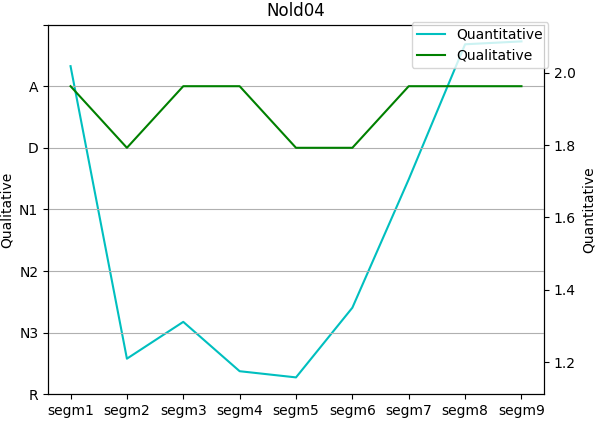 Nold04
Quantitative
Qualitative
A
D
N1
N2
N3
R
Qualitative
2.0
1.8
1.6
1.4
1.2
Quantitative
segm1 segm2 segm3 segm4 segm5 segm6 segm7 segm8 segm9